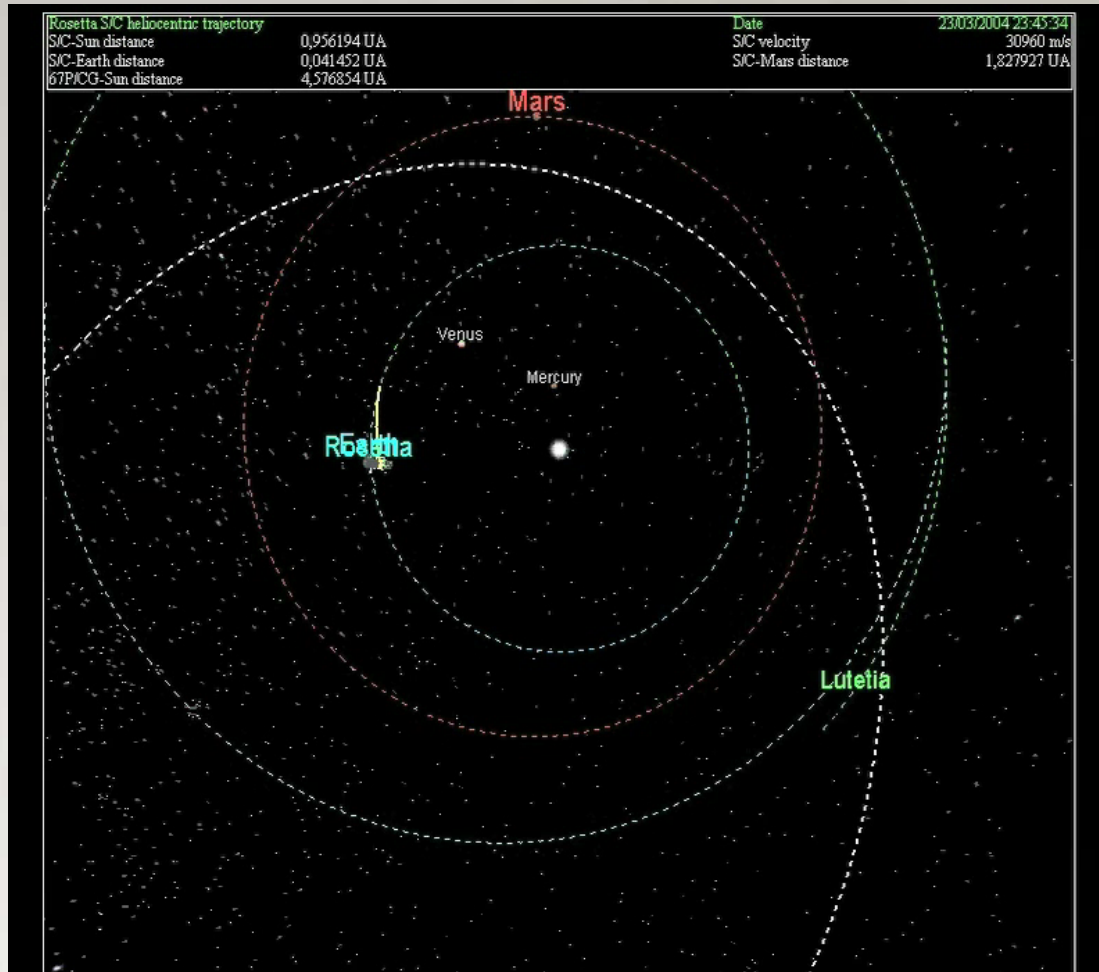 Rosetta S/C heliocentric trajectory Date 23/03/2004 23:45:34
S/C-Sun distance 0,956194 UA S/C velocity 30960 m/s
S/C-Earth distance 0,041452 UA S/C-Mars distance 1,827927 UA
67P/CG-Sun distance 4,576854 UA
Mars
Venus
Mercury
Rosetta
Earth
Lutetia